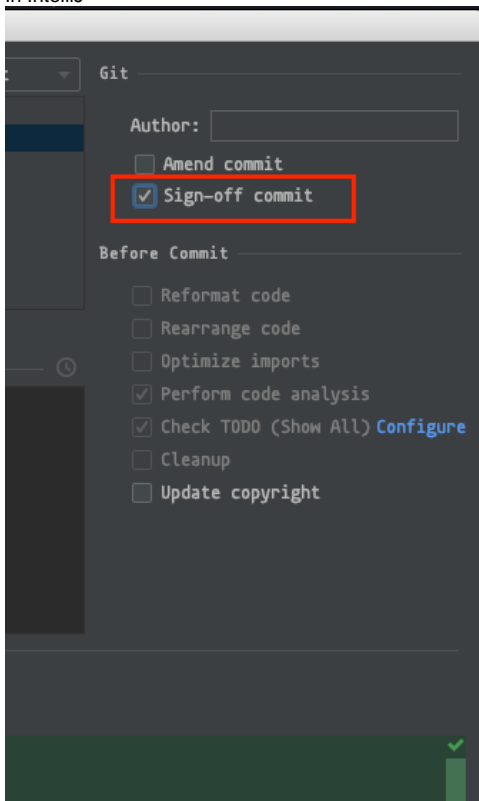 Git
Author:
Amend commit
Sign-off commit
Before Commit
Reformat code
Rearrange code
Optimize imports
Perform code analysis
Check TODO (Show All) Configure
Cleanup
Update copyright